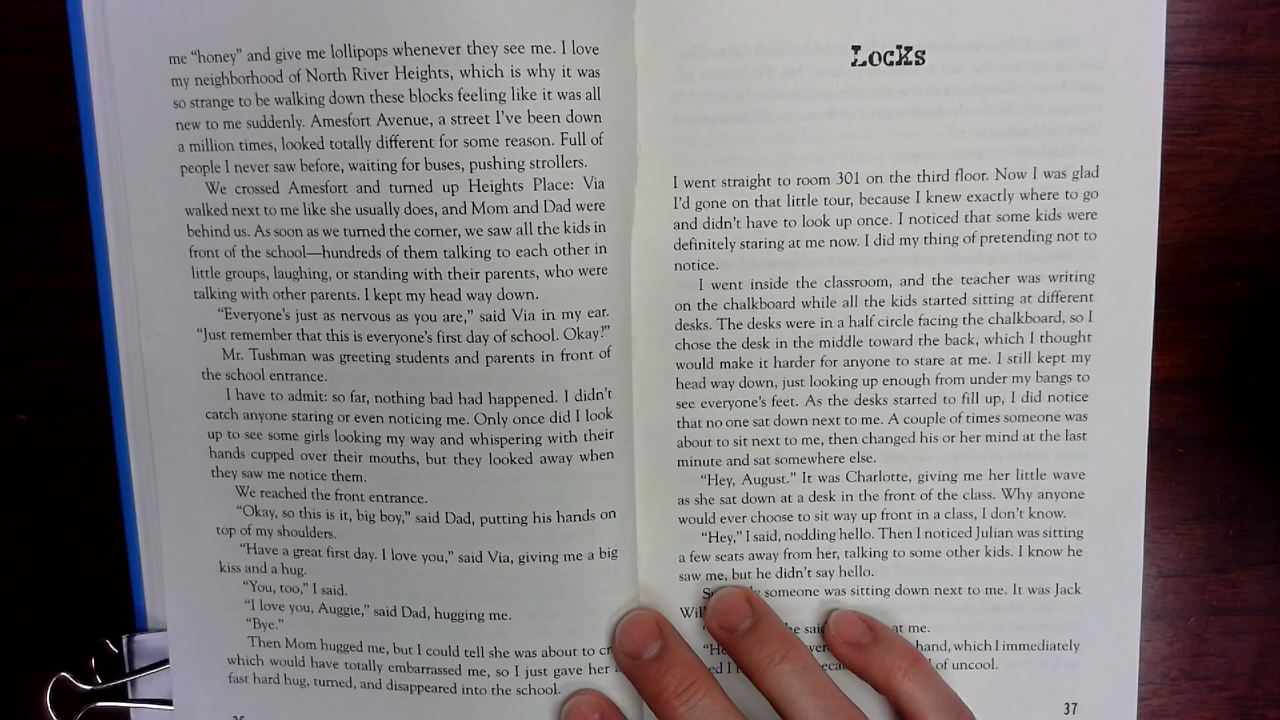 me “honey” and give me lollipops whenever they see me. I love
my neighborhood of North River Heights, which is why it was
so strange to be walking down these blocks feeling like it was all
new to me suddenly. Amesfort Avenue, a street I’ve been down
a million times, looked totally different for some reason. Full of
people I never saw before, waiting for buses, pushing strollers.
We crossed Amesfort and turned up Heights Place: Via
walked next to me like she usually does, and Mom and Dad were
behind us. As soon as we turned the corner, we saw all the kids in
front of the school—hundreds of them talking to each other in
little groups, laughing, or standing with their parents, who were
talking with other parents. I kept my head way down.
“Everyone’s just as nervous as you are,” said Via in my ear.
“Just remember that this is everyone’s first day of school. Okay?”
Mr. Tushman was greeting students and parents in front of
the school entrance.
I have to admit: so far, nothing bad had happened. I didn’t
catch anyone staring or even noticing me. Only once did I look
up to see some girls looking my way and whispering with their
hands cupped over their mouths, but they looked away when
they saw me notice them.
We reached the front entrance.
“Okay, so this is it, big boy,” said Dad, putting his hands on
top of my shoulders.
“Have a great first day. I love you,” said Via, giving me a big
kiss and a hug.
“You, too,” I said.
“I love you, Auggie,” said Dad, hugging me.
“Bye.”
Then Mom hugged me, but I could tell she was about to
which would have totally embarrassed me, so I just gave her
fast hard hug, turned, and disappeared into the school.
Locks
I went straight to room 301 on the third floor. Now I was glad
I’d gone on that little tour, because I knew exactly where to go
and didn’t have to look up once. I noticed that some kids were
definitely staring at me now. I did my thing of pretending not to
notice.
I went inside the classroom, and the teacher was writing
on the chalkboard while all the kids started sitting at different
desks. The desks were in a half circle facing the chalkboard, so I
chose the desk in the middle toward the back, which I thought
would make it harder for anyone to stare at me. I still kept my
head way down, just looking up enough from under my bangs to
see everyone’s feet. As the desks started to fill up, I did notice
that no one sat down next to me. A couple of times someone was
about to sit next to me, then changed his or her mind at the last
minute and sat somewhere else.
“Hey, August.” It was Charlotte, giving me her little wave
as she sat down at a desk in the front of the class. Why anyone
would ever choose to sit way up front in a class, I don’t know.
“Hey,” I said, nodding hello. Then I noticed Julian was sitting
a few seats away from her, talking to some other kids. I know he
saw me, but he didn’t say hello.
someone was sitting down next to me. It was Jack
at me.
hand, which I immediately
of uncool.
37